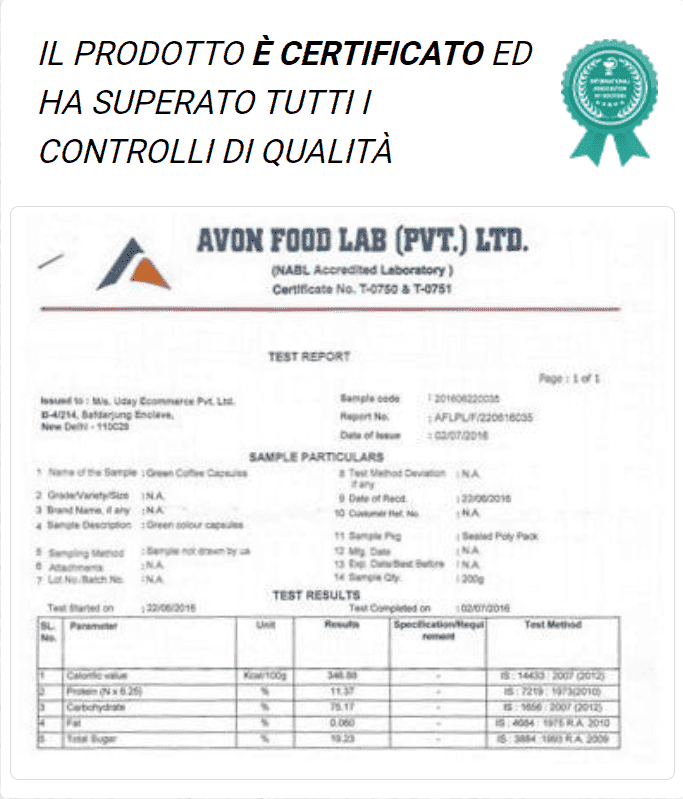 IL PRODOTTO È CERTIFICATO ED
HA SUPERATO TUTTI I
CONTROLLI DI QUALITÀ
INTERNATIONAL
ASSOCIATION
AVON FOOD LAB (PVT.) LTD.
(NABL Accredited Laboratory)
Certificate No. T-0750 & T-0751
TEST REPORT
Page : 1 of 1
Issued to : M/s. Uday Ecommerce Pvt. Ltd.
B-4/214, Safdarjung Enclave,
New Delhi - 110029
Sample code : 201606220035
Report No. : AFLPL/F/220616035
Date of Issue : 02/07/2016
SAMPLE PARTICULARS
1 Name of the Sample : Green Coffee Capsules
2 Grade/Variety/Size : N.A.
3 Brand Name, if any : N.A.
4 Sample Description : Green colour capsules
5 Sampling Method : Sample not drawn by us
6 Attachments : N.A.
7 Lot No./Batch No. : N.A.
8 Test Method Deviation : N.A.
if any
9 Date of Recd. : 22/06/2016
10 Customer Ref. No. : N.A.
11 Sample Pkg : Sealed Poly Pack
12 Mfg. Date : N.A.
13 Exp. Date/Best Before : N.A.
14 Sample Qty. : 200g
TEST RESULTS
Test Started on : 22/06/2016 Test Completed on : 02/07/2016
SL. No. Parameter Unit Results Specification/Requirement Test Method
1 Calorific value Kcal/100g 346.88 - IS : 14433 : 2007 (2012)
2 Protein (N x 6.25) % 11.37 - IS : 7219 : 1973(2010)
3 Carbohydrate % 75.17 - IS : 1656 : 2007 (2012)
4 Fat % 0.080 - IS : 4684 : 1975 R.A. 2010
5 Total Sugar % 19.23 - IS : 3884 :1993 R.A. 2009